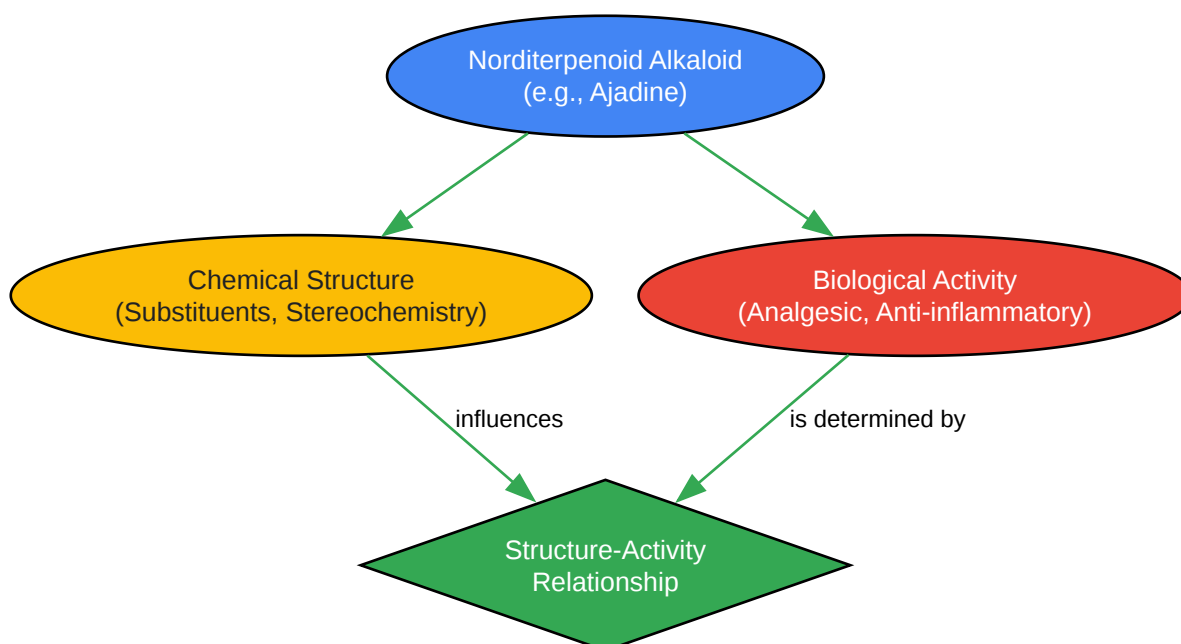 Norditerpenoid Alkaloid
(e.g., Ajadine)
Chemical Structure
(Substituents, Stereochemistry)
Biological Activity
(Analgesic, Anti-inflammatory)
influences
is determined by
Structure-Activity
Relationship